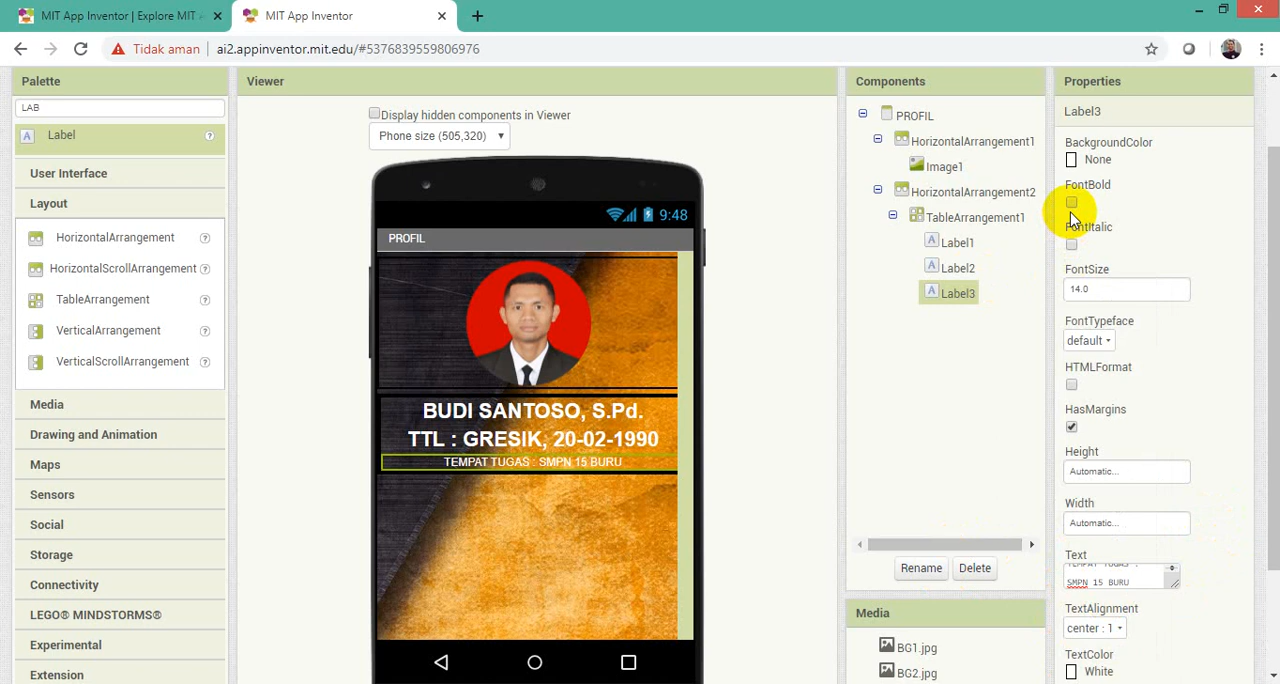 MIT App Inventor | Explore MIT
MIT App Inventor
Tidak aman | ai2.appinventor.mit.edu/#5376839559806976
Palette
LAB
Label
User Interface
Layout
HorizontalArrangement
HorizontalScrollArrangement
TableArrangement
VerticalArrangement
VerticalScrollArrangement
Media
Drawing and Animation
Maps
Sensors
Social
Storage
Connectivity
LEGO® MINDSTORMS®
Experimental
Extension
Viewer
Display hidden components in Viewer
Phone size (505,320)
9:48
PROFIL
BUDI SANTOSO, S.Pd.
TTL : GRESIK, 20-02-1990
TEMPAT TUGAS : SMPN 15 BURU
Components
PROFIL
HorizontalArrangement1
Image1
HorizontalArrangement2
TableArrangement1
Label1
Label2
Label3
Rename Delete
Media
BG1.jpg
BG2.jpg
Properties
Label3
BackgroundColor
None
FontBold
FontItalic
FontSize
14.0
FontTypeface
default
HTMLFormat
HasMargins
Height
Automatic...
Width
Automatic...
Text
TEMPAT TUGAS :
SMPN 15 BURU
TextAlignment
center : 1
TextColor
White